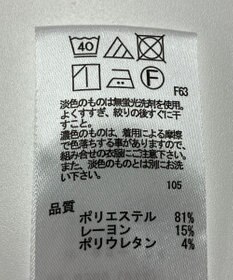 40
F
F63
淡色のものは無蛍光洗剤を使用。
よくすすぎ、絞りの後すぐに干
すこと。
濃色のものは、着用による摩擦
で色落ちする事がありますので、
組み合せの衣服にご注意下さい。
また、淡色のものとは別にお洗
い下さい。
105
品質
ポリエステル 81%
レーヨン 15%
ポリウレタン 4%